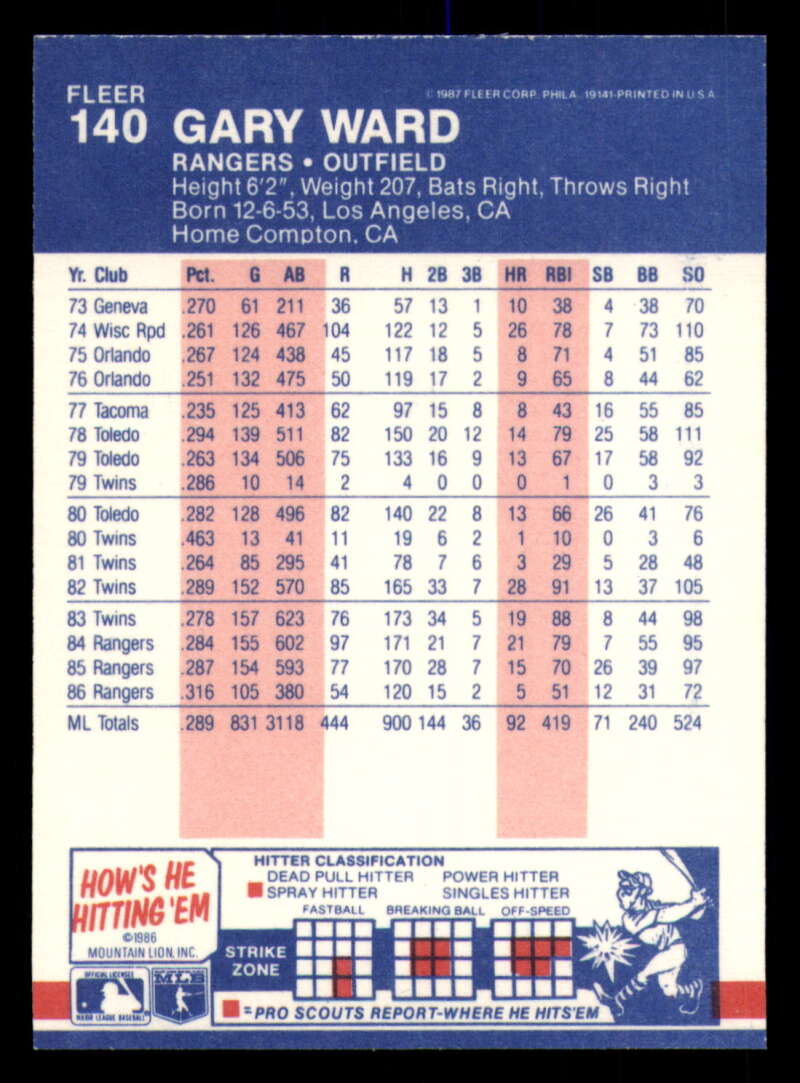 FLEER
© 1987 FLEER CORP. PHILA. 19141-PRINTED IN U.S.A.
140 GARY WARD
RANGERS • OUTFIELD
Height 6'2", Weight 207, Bats Right, Throws Right
Born 12-6-53, Los Angeles, CA
Home Compton, CA
Yr. Club Pct. G AB R H 2B 3B HR RBI SB BB SO
73 Geneva .270 61 211 36 57 13 1 10 38 4 38 70
74 Wisc Rpd .261 126 467 104 122 12 5 26 78 7 73 110
75 Orlando .267 124 438 45 117 18 5 8 71 4 51 85
76 Orlando .251 132 475 50 119 17 2 9 65 8 44 62
77 Tacoma .235 125 413 62 97 15 8 8 43 16 55 85
78 Toledo .294 139 511 82 150 20 12 14 79 25 58 111
79 Toledo .263 134 506 75 133 16 9 13 67 17 58 92
79 Twins .286 10 14 2 4 0 0 0 1 0 3 3
80 Toledo .282 128 496 82 140 22 8 13 66 26 41 76
80 Twins .463 13 41 11 19 6 2 1 10 0 3 6
81 Twins .264 85 295 41 78 7 6 3 29 5 28 48
82 Twins .289 152 570 85 165 33 7 28 91 13 37 105
83 Twins .278 157 623 76 173 34 5 19 88 8 44 98
84 Rangers .284 155 602 97 171 21 7 21 79 7 55 95
85 Rangers .287 154 593 77 170 28 7 15 70 26 39 97
86 Rangers .316 105 380 54 120 15 2 5 51 12 31 72
ML Totals .289 831 3118 444 900 144 36 92 419 71 240 524
HOW'S HE
HITTING 'EM
©1986
MOUNTAIN LION, INC.
OFFICIAL LICENSEE
MAJOR LEAGUE BASEBALL
MLB
HITTER CLASSIFICATION
DEAD PULL HITTER POWER HITTER
SPRAY HITTER SINGLES HITTER
FASTBALL BREAKING BALL OFF-SPEED
STRIKE
ZONE
=PRO SCOUTS REPORT-WHERE HE HITS'EM